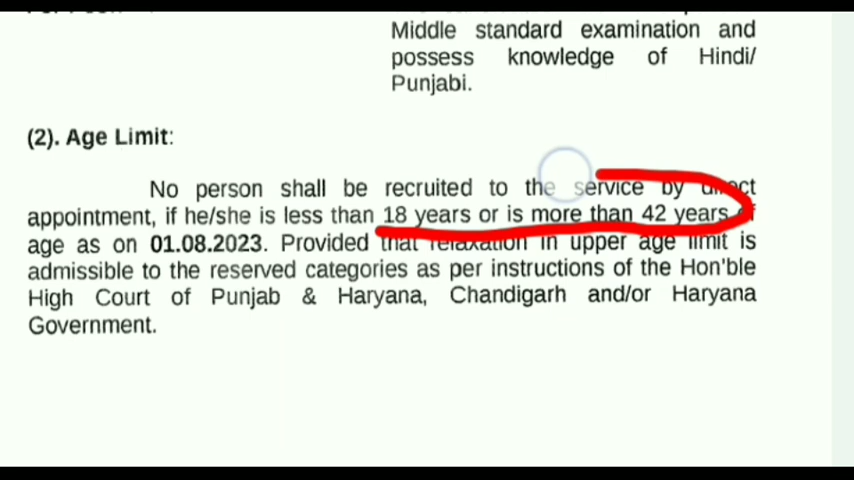 Middle standard examination and
possess knowledge of Hindi/
Punjabi.
(2). Age Limit:
No person shall be recruited to the service by direct
appointment, if he/she is less than 18 years or is more than 42 years of
age as on 01.08.2023. Provided that relaxation in upper age limit is
admissible to the reserved categories as per instructions of the Hon'ble
High Court of Punjab & Haryana, Chandigarh and/or Haryana
Government.